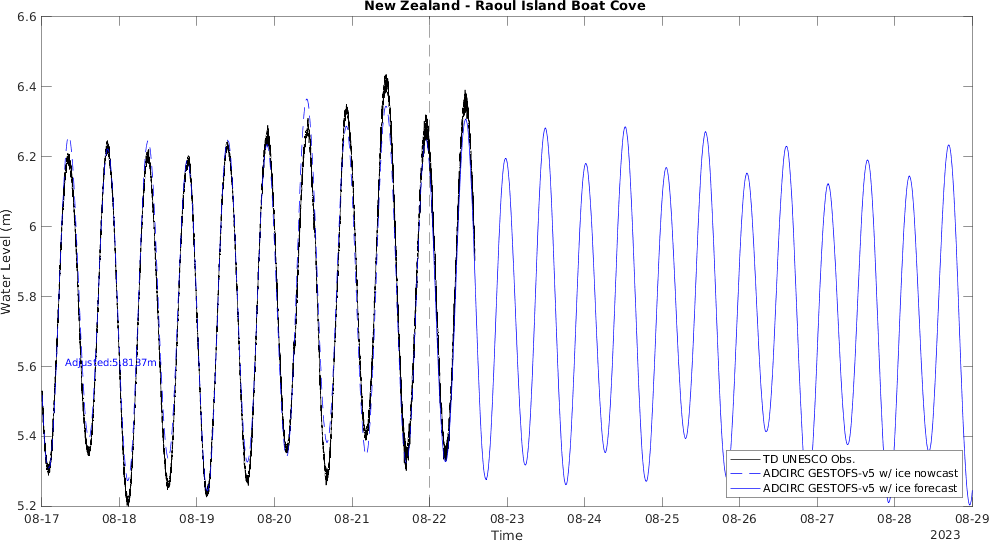 New Zealand - Raoul Island Boat Cove
6.6
6.4
6.2
6
5.8
5.6
5.4
5.2
Water Level (m)
Adjusted:5.8137m
TD UNESCO Obs.
ADCIRC GESTOFS-v5 w/ ice nowcast
ADCIRC GESTOFS-v5 w/ ice forecast
08-17 08-18 08-19 08-20 08-21 08-22 08-23 08-24 08-25 08-26 08-27 08-28 08-29
Time
2023